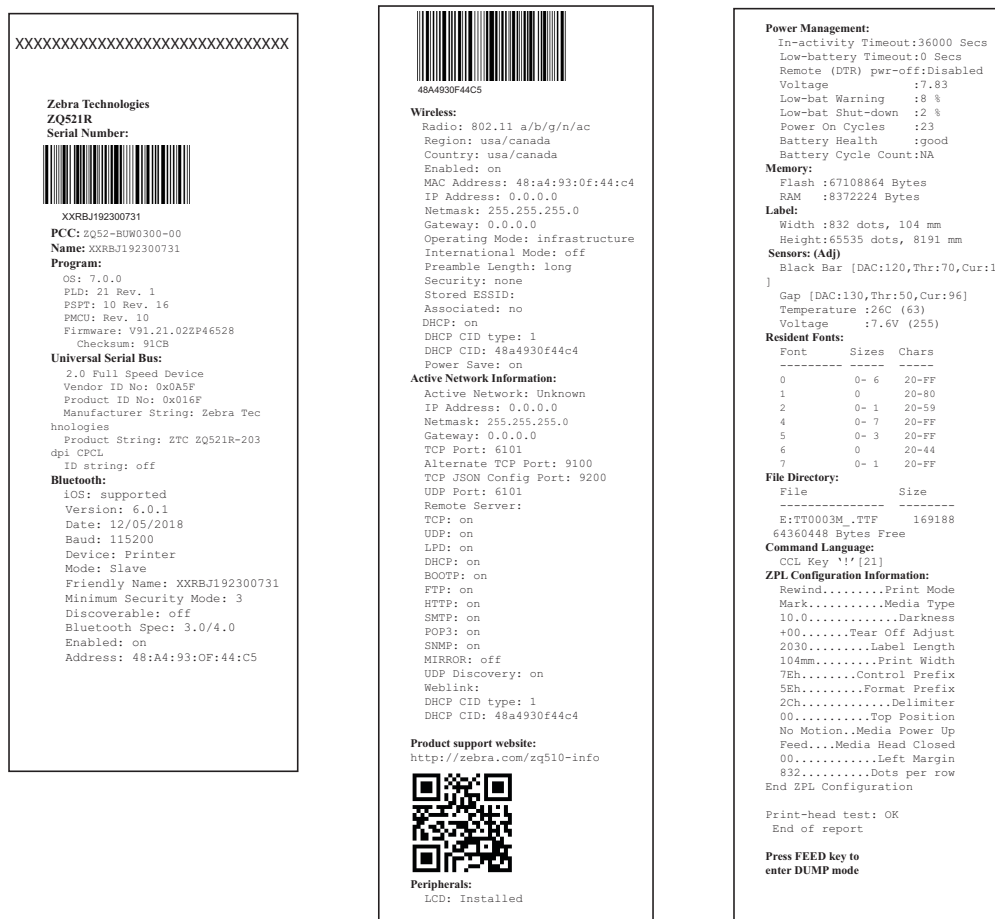 XXXXXXXXXXXXXXXXXXXXXXXXXXXXXX
Zebra Technologies
ZQ521R
Serial Number:
XXRBJ192300731
PCC: ZQ52-BUW0300-00
Name: XXRBJ192300731
Program:
OS: 7.0.0
PLD: 21 Rev. 1
PSPT: 10 Rev. 16
PMCU: Rev. 10
Firmware: V91.21.02ZP46528
Checksum: 91CB
Universal Serial Bus:
2.0 Full Speed Device
Vendor ID No: 0x0A5F
Product ID No: 0x016F
Manufacturer String: Zebra Tec
hnologies
Product String: ZTC ZQ521R-203
dpi CPCL
ID string: off
Bluetooth:
iOS: supported
Version: 6.0.1
Date: 12/05/2018
Baud: 115200
Device: Printer
Mode: Slave
Friendly Name: XXRBJ192300731
Minimum Security Mode: 3
Discoverable: off
Bluetooth Spec: 3.0/4.0
Enabled: on
Address: 48:A4:93:OF:44:C5
48A4930F44C5
Wireless:
Radio: 802.11 a/b/g/n/ac
Region: usa/canada
Country: usa/canada
Enabled: on
MAC Address: 48:a4:93:0f:44:c4
IP Address: 0.0.0.0
Netmask: 255.255.255.0
Gateway: 0.0.0.0
Operating Mode: infrastructure
International Mode: off
Preamble Length: long
Security: none
Stored ESSID:
Associated: no
DHCP: on
DHCP CID type: 1
DHCP CID: 48a4930f44c4
Power Save: on
Active Network Information:
Active Network: Unknown
IP Address: 0.0.0.0
Netmask: 255.255.255.0
Gateway: 0.0.0.0
TCP Port: 6101
Alternate TCP Port: 9100
TCP JSON Config Port: 9200
UDP Port: 6101
Remote Server:
TCP: on
UDP: on
LPD: on
DHCP: on
BOOTP: on
FTP: on
HTTP: on
SMTP: on
POP3: on
SNMP: on
MIRROR: off
UDP Discovery: on
Weblink:
DHCP CID type: 1
DHCP CID: 48a4930f44c4
Product support website:
http://zebra.com/zq510-info
Peripherals:
LCD: Installed
Power Management:
In-activity Timeout:36000 Secs
Low-battery Timeout:0 Secs
Remote (DTR) pwr-off:Disabled
Voltage :7.83
Low-bat Warning :8 %
Low-bat Shut-down :2 %
Power On Cycles :23
Battery Health :good
Battery Cycle Count:NA
Memory:
Flash :67108864 Bytes
RAM :8372224 Bytes
Label:
Width :832 dots, 104 mm
Height:65535 dots, 8191 mm
Sensors: (Adj)
Black Bar [DAC:120,Thr:70,Cur:1
]
Gap [DAC:130,Thr:50,Cur:96]
Temperature :26C (63)
Voltage :7.6V (255)
Resident Fonts:
Font Sizes Chars
--------- ----- -----
0 0- 6 20-FF
1 0 20-80
2 0- 1 20-59
4 0- 7 20-FF
5 0- 3 20-FF
6 0 20-44
7 0- 1 20-FF
File Directory:
File Size
--------------- --------
E:TT0003M_.TTF 169188
64360448 Bytes Free
Command Language:
CCL Key '!'[21]
ZPL Configuration Information:
Rewind.........Print Mode
Mark...........Media Type
10.0.............Darkness
+00.......Tear Off Adjust
2030.........Label Length
104mm.........Print Width
7Eh........Control Prefix
5Eh.........Format Prefix
2Ch.............Delimiter
00...........Top Position
No Motion..Media Power Up
Feed....Media Head Closed
00............Left Margin
832..........Dots per row
End ZPL Configuration
Print-head test: OK
End of report
Press FEED key to
enter DUMP mode